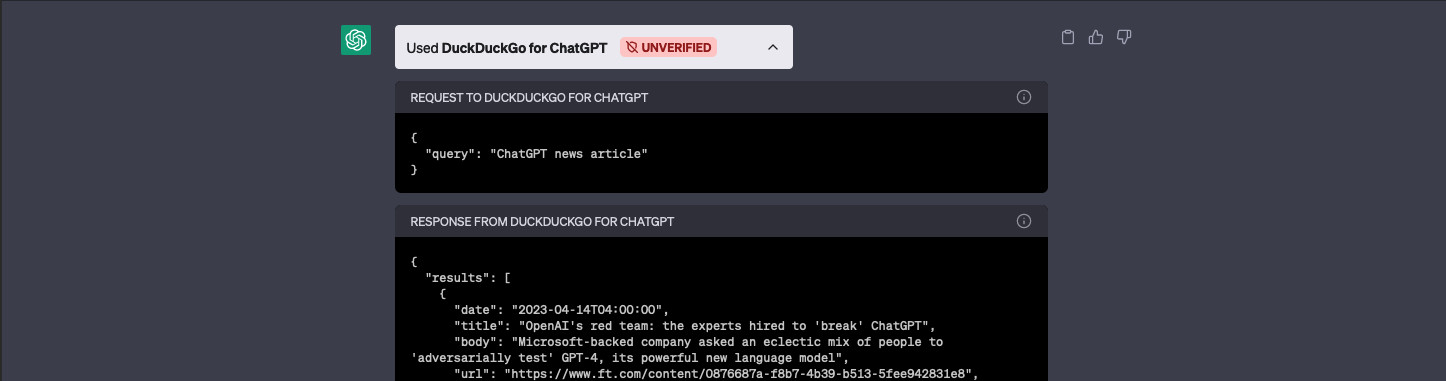 Used DuckDuckGo for ChatGPT UNVERIFIED
REQUEST TO DUCKDUCKGO FOR CHATGPT
{
"query": "ChatGPT news article"
}
RESPONSE FROM DUCKDUCKGO FOR CHATGPT
{
"results": [
{
"date": "2023-04-14T04:00:00",
"title": "OpenAI's red team: the experts hired to 'break' ChatGPT",
"body": "Microsoft-backed company asked an eclectic mix of people to
'adversarially test' GPT-4, its powerful new language model",
"url": "https://www.ft.com/content/0876687a-f8b7-4b39-b513-5fee942831e8",